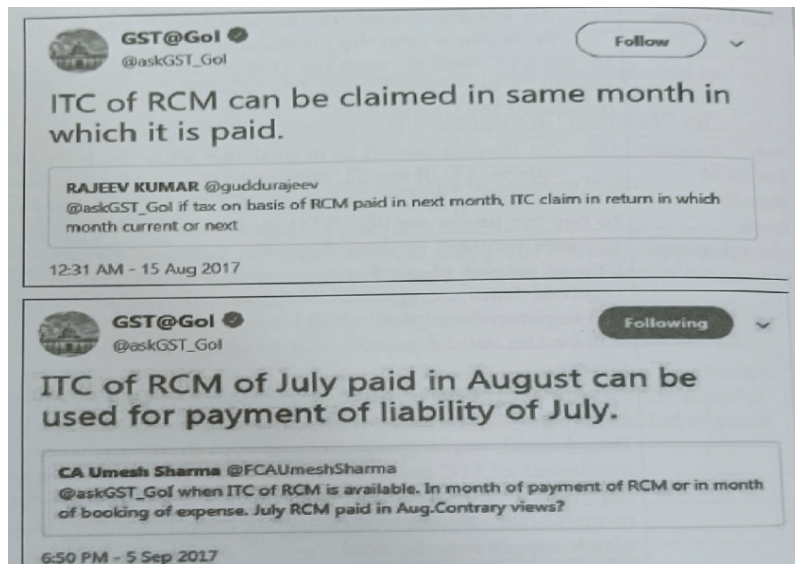 GST@GoI
@askGST_GoI
Follow
ITC of RCM can be claimed in same month in
which it is paid.
RAJEEV KUMAR @guddurajeev
@askGST_GoI if tax on basis of RCM paid in next month, ITC claim in return in which
month current or next
12:31 AM - 15 Aug 2017
GST@GoI
@askGST_GoI
Following
ITC of RCM of July paid in August can be
used for payment of liability of July.
CA Umesh Sharma @FCAUmeshSharma
@askGST_GoI when ITC of RCM is available. In month of payment of RCM or in month
of booking of expense. July RCM paid in Aug.Contrary views?
6:50 PM - 5 Sep 2017